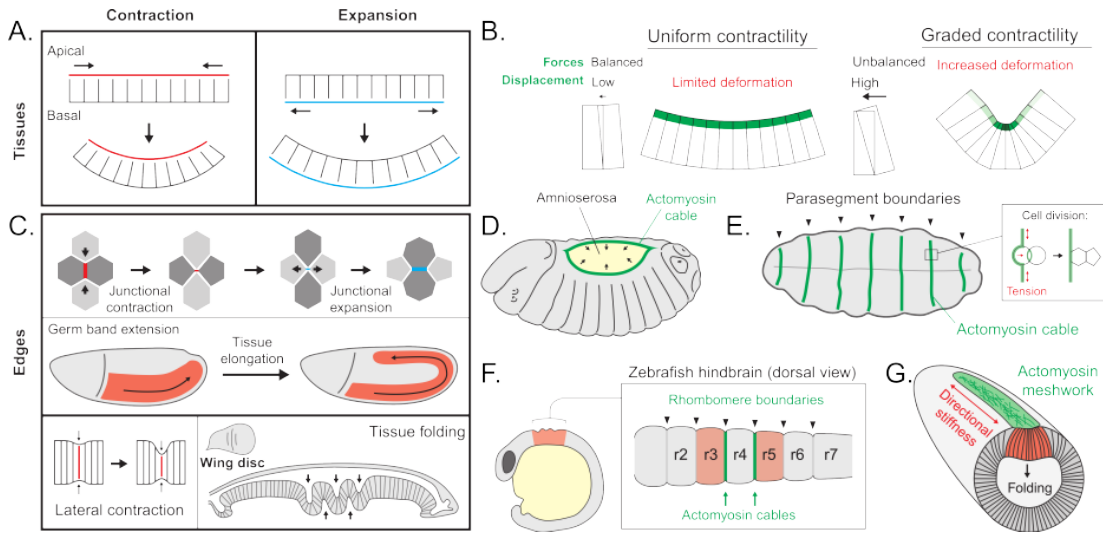 Contraction
Expansion
A.
Tissues
Apical
Basal
B.
Uniform contractility
Graded contractility
Forces
Displacement
Balanced
Low
Limited deformation
Unbalanced
High
Increased deformation
C.
Edges
Junctional
contraction
Junctional
expansion
Germ band extension
Tissue
elongation
Lateral contraction
Wing disc
Tissue folding
D.
Amnioserosa
Actomyosin
cable
E.
Parasegment boundaries
Actomyosin cable
Cell division:
Tension
F.
Zebrafish hindbrain (dorsal view)
Rhombomere boundaries
r2
r3
r4
r5
r6
r7
Actomyosin cables
G.
Actomyosin
meshwork
Directional
stiffness
Folding